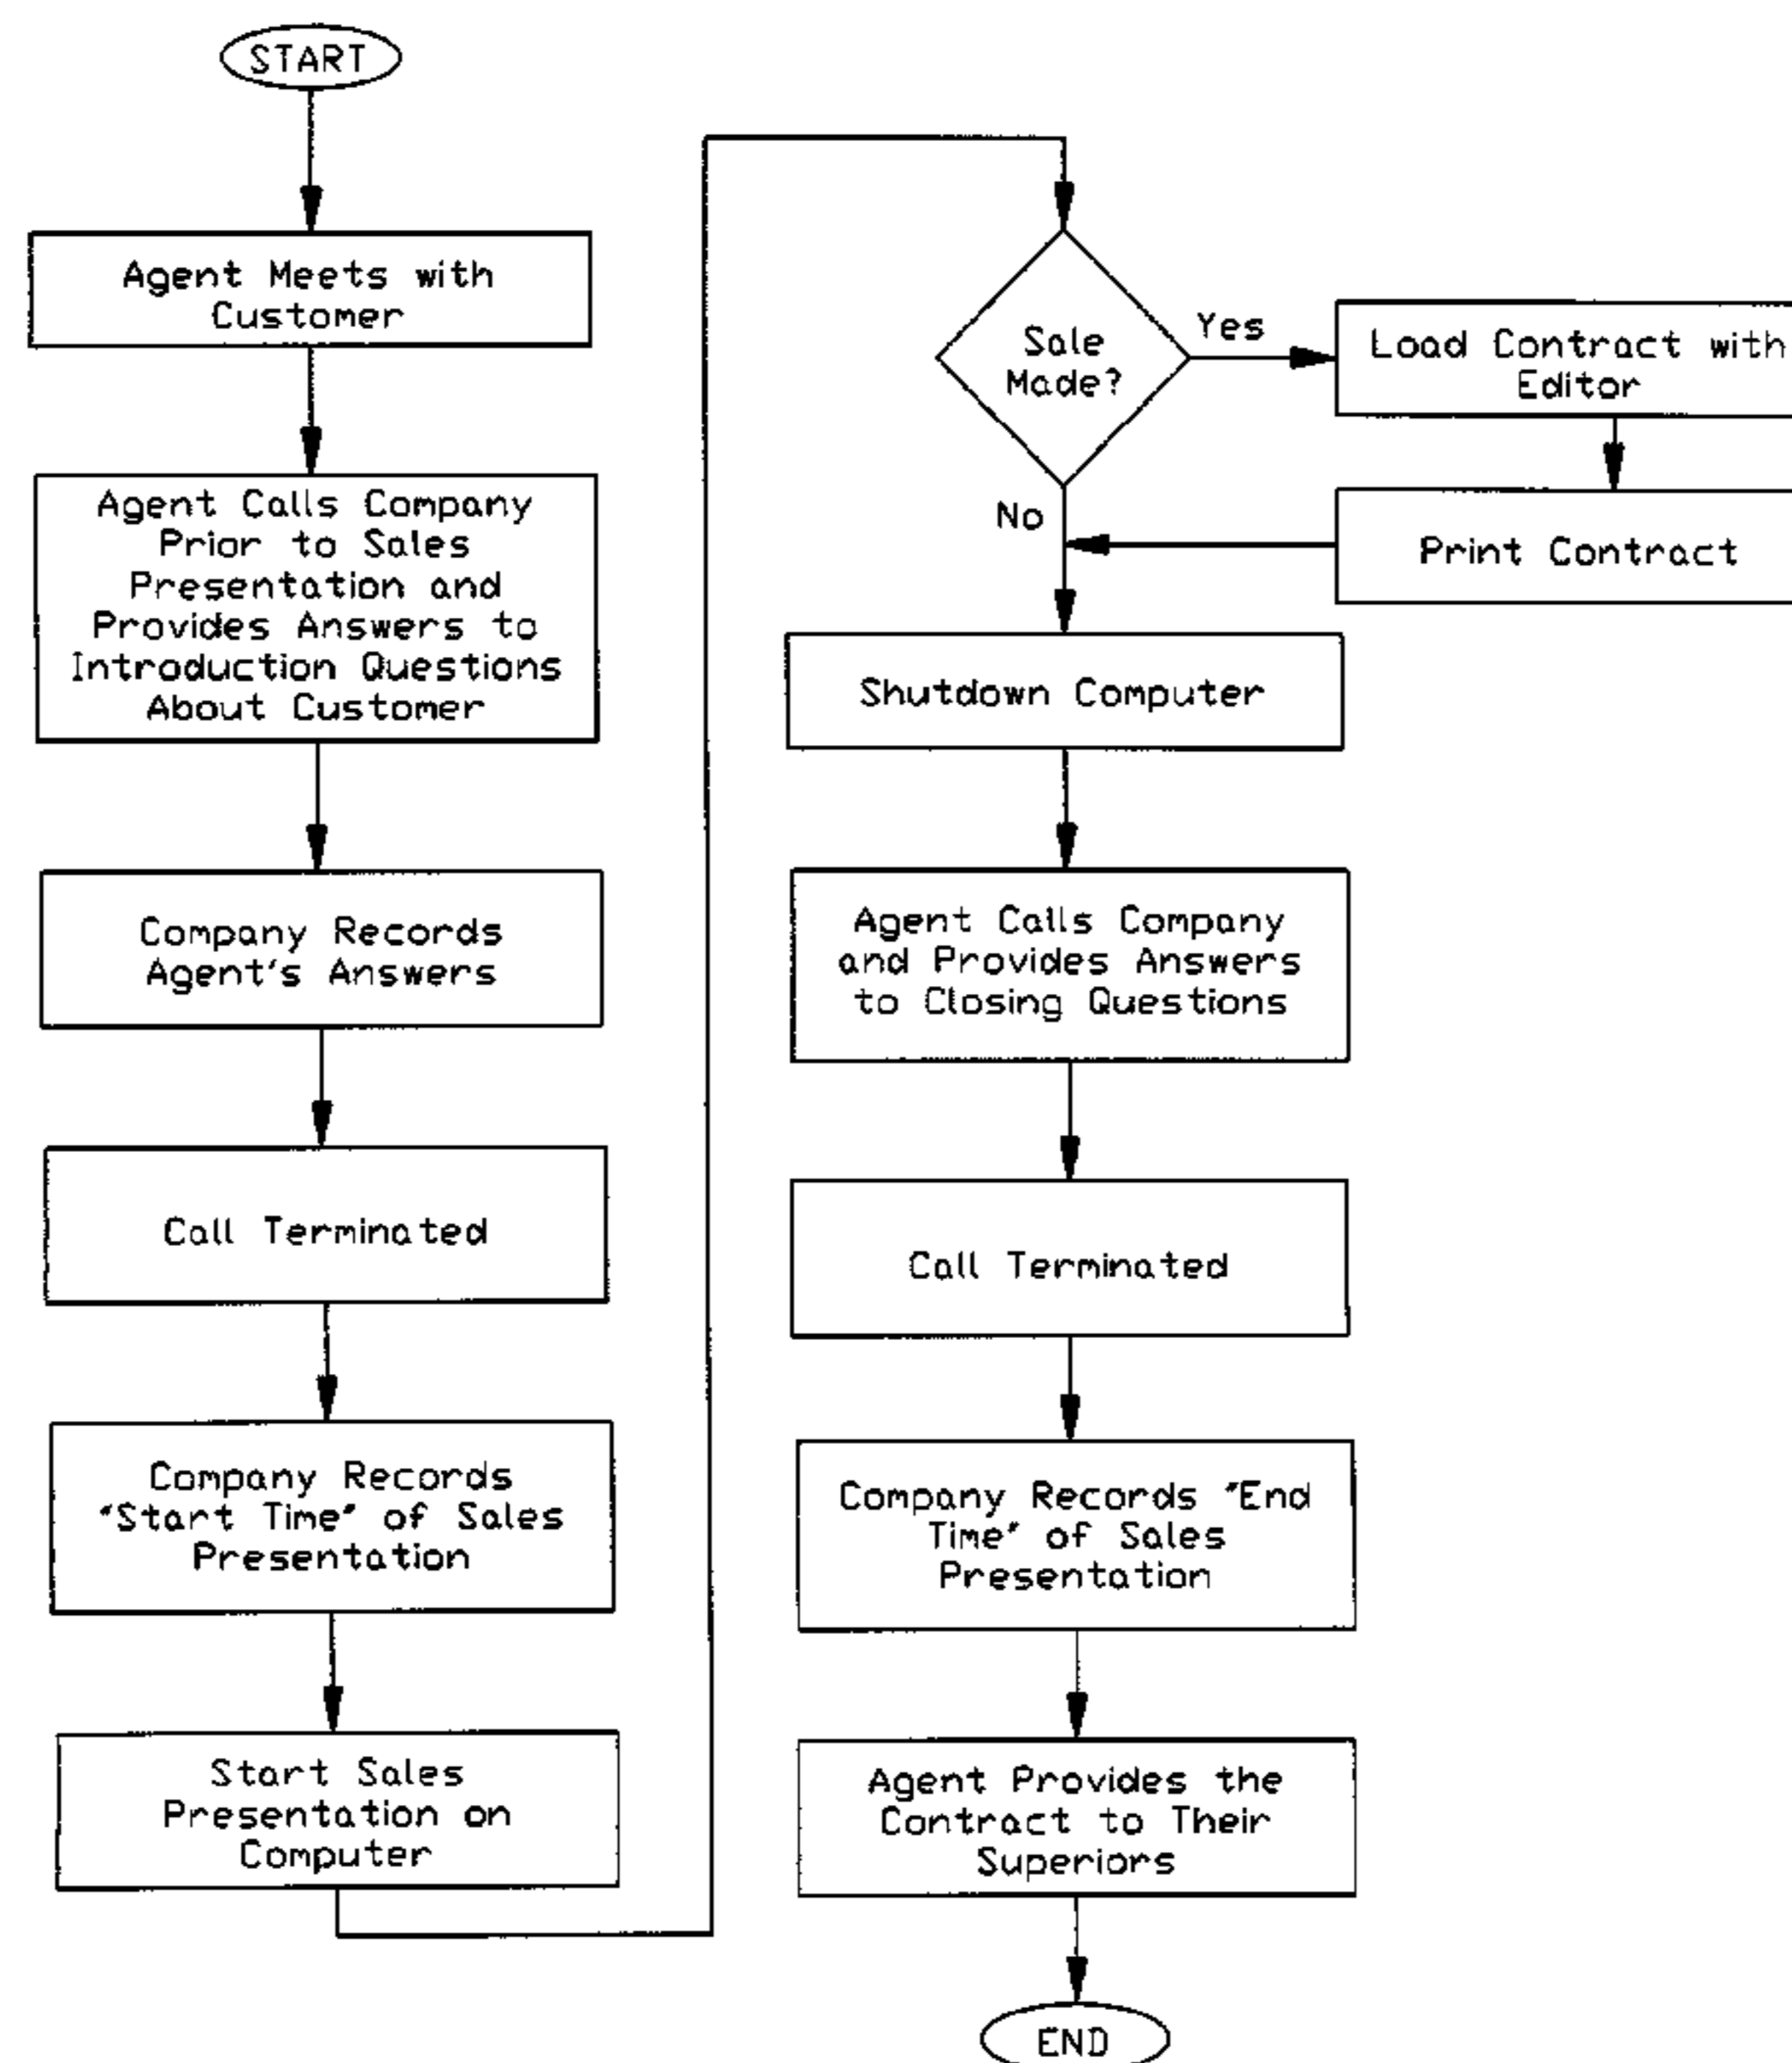 START
Agent Meets with
Customer
Agent Calls Company
Prior to Sales
Presentation and
Provides Answers to
Introduction Questions
About Customer
Company Records
Agent's Answers
Call Terminated
Company Records
"Start Time" of Sales
Presentation
Start Sales
Presentation on
Computer
Sale
Made?
Yes
Load Contract with
Editor
Print Contract
No
Shutdown Computer
Agent Calls Company
and Provides Answers
to Closing Questions
Call Terminated
Company Records "End
Time" of Sales
Presentation
Agent Provides the
Contract to Their
Superiors
END